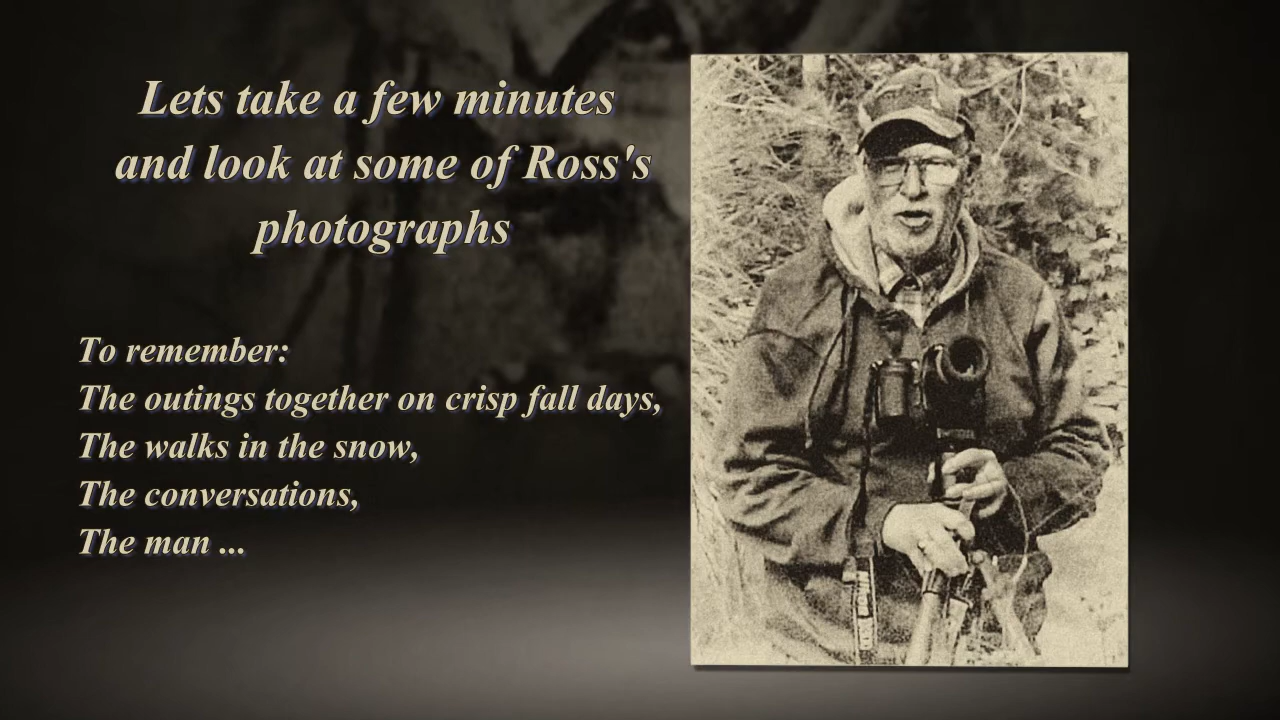 Lets take a few minutes
and look at some of Ross's
photographs
To remember:
The outings together on crisp fall days,
The walks in the snow,
The conversations,
The man ...